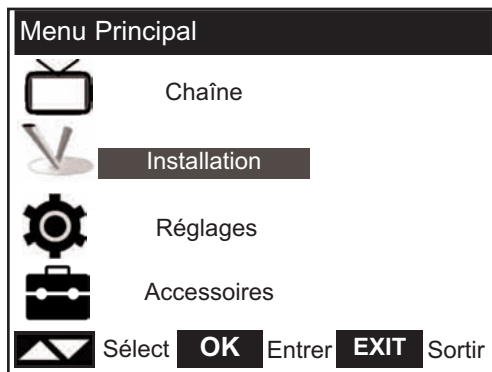 Menu Principal
Chaîne
Installation
Réglages
Accessoires
Sélect OK Entrer EXIT Sortir